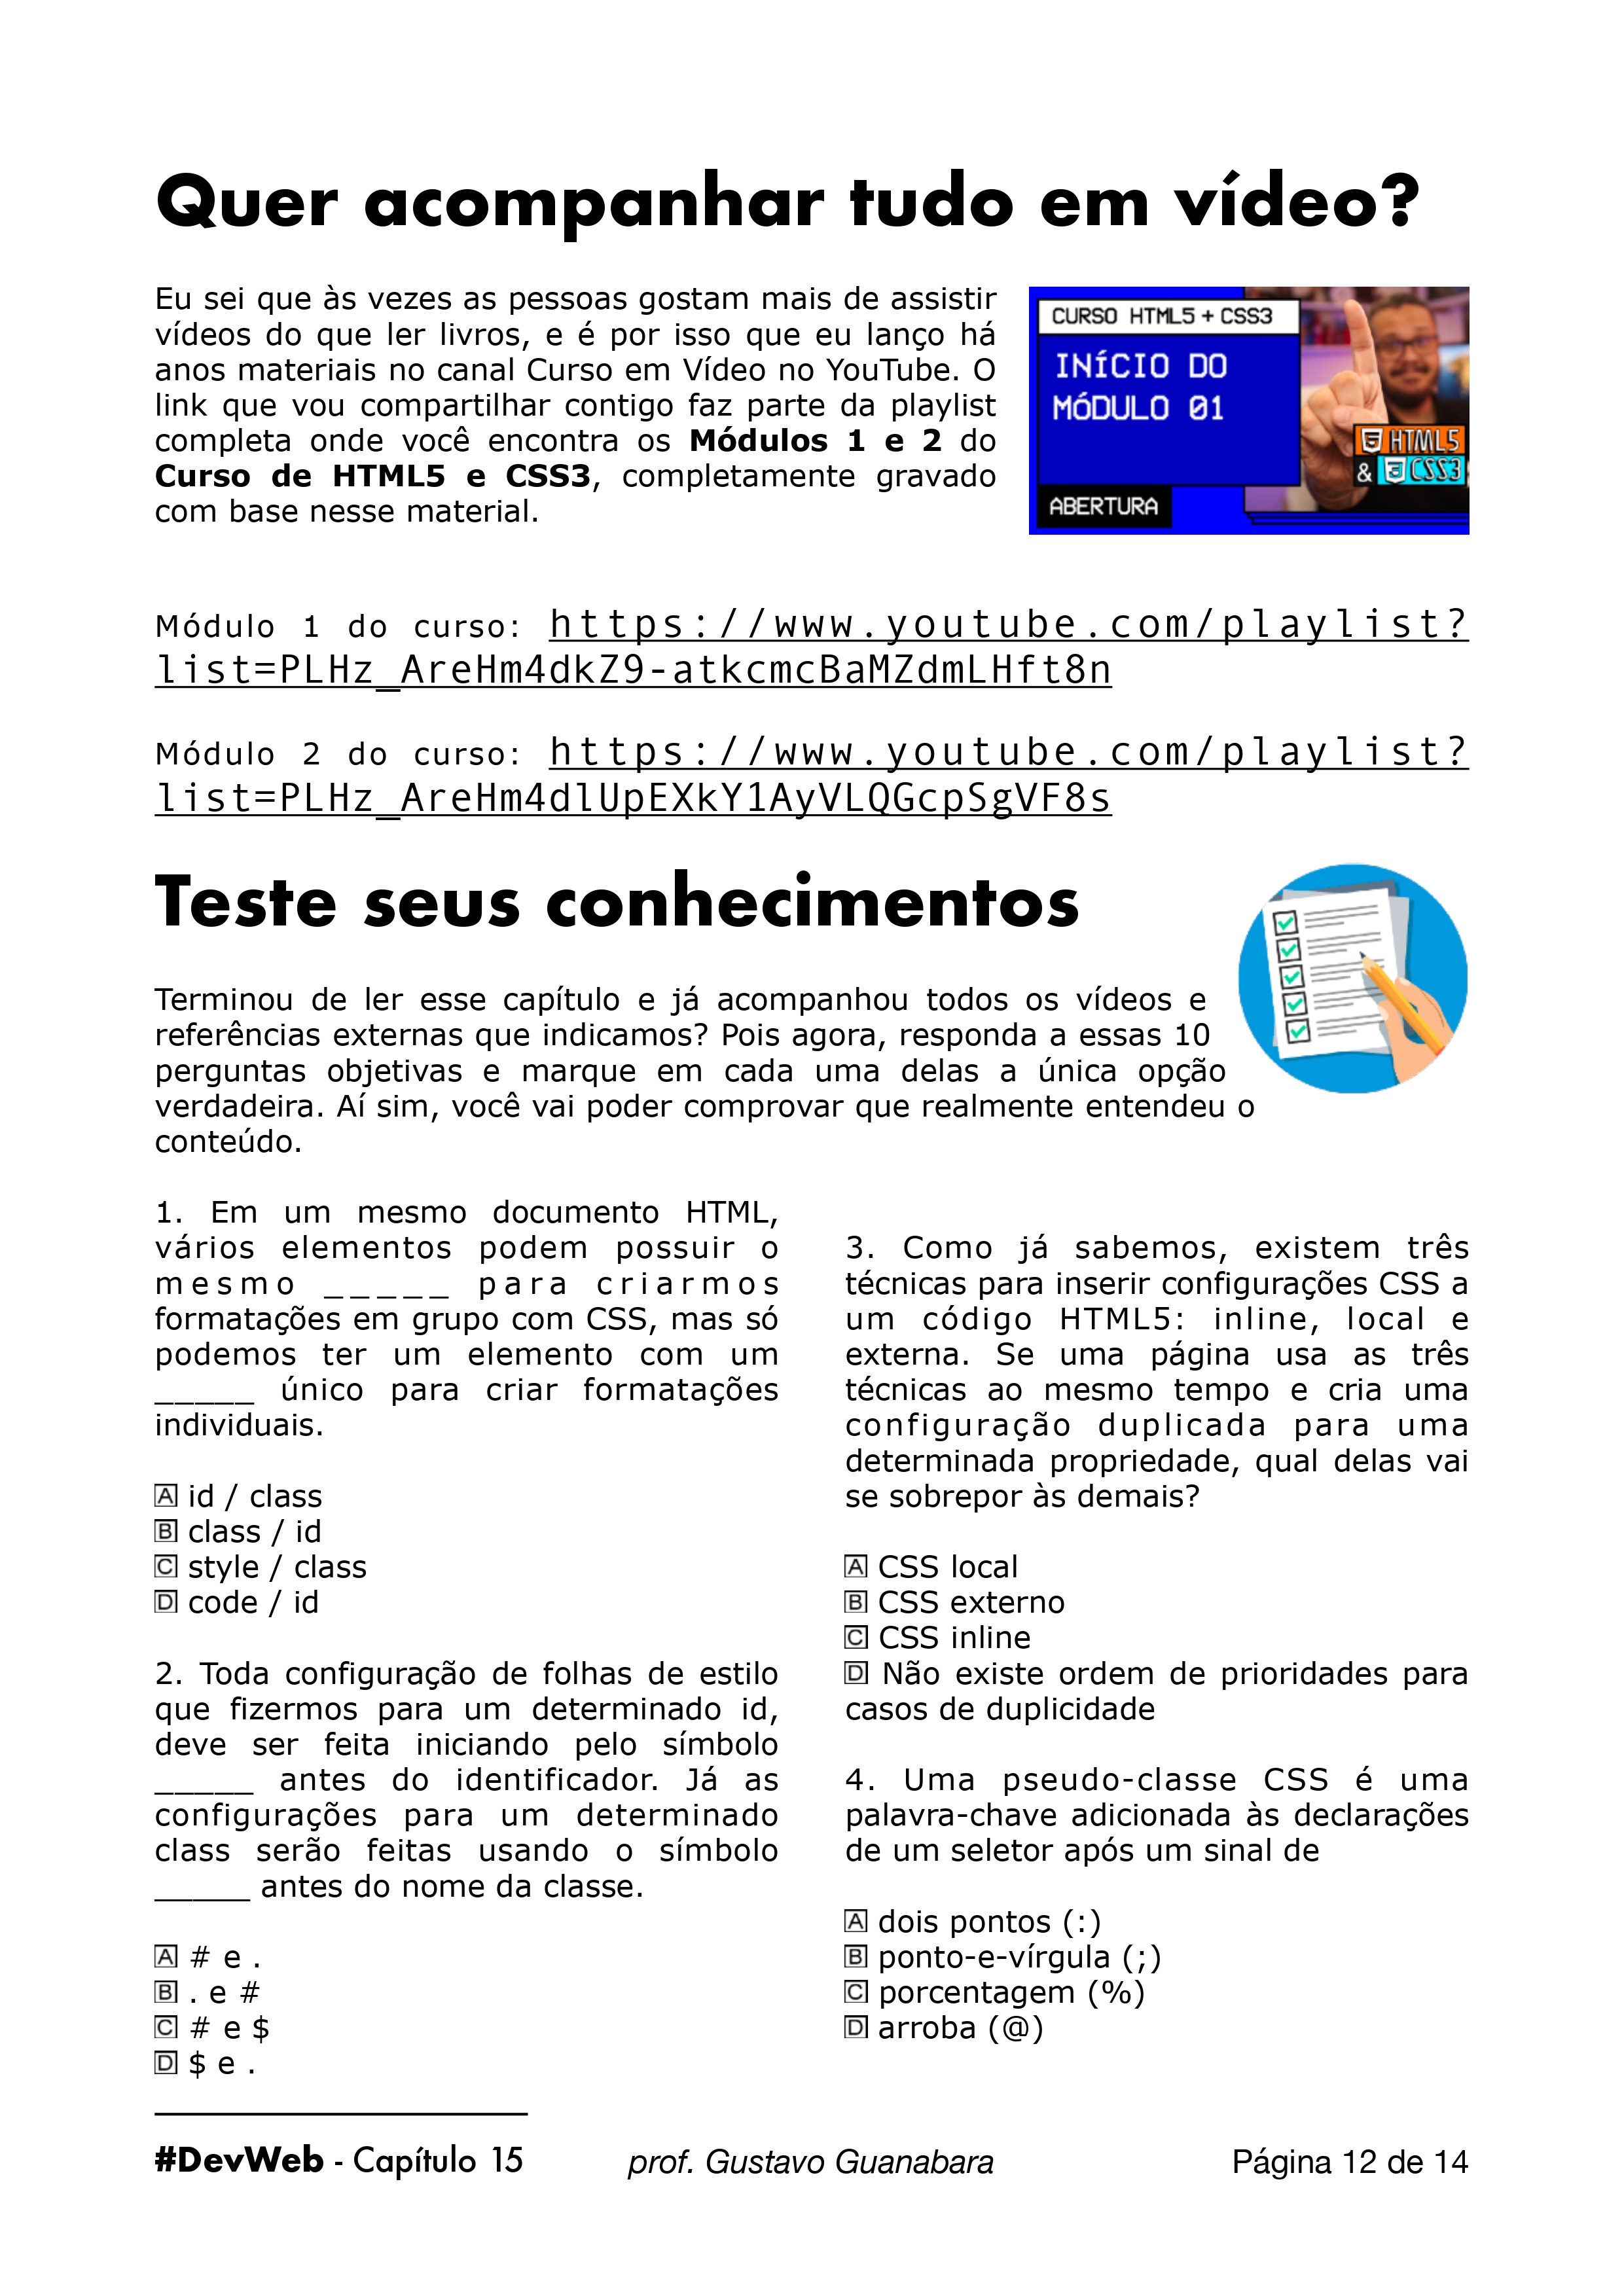 Quer acompanhar tudo em vídeo?
Eu sei que às vezes as pessoas gostam mais de assistir
vídeos do que ler livros, e é por isso que eu lanço há
anos materiais no canal Curso em Vídeo no YouTube. O
link que vou compartilhar contigo faz parte da playlist
completa onde você encontra os Módulos 1 e 2 do
Curso de HTML5 e CSS3, completamente gravado
com base nesse material.
CURSO HTML5 + CSS3
INÍCIO DO
MÓDULO 01
HTML5
& CSS3
ABERTURA
Módulo 1 do curso: https://www.youtube.com/playlist?
list=PLHz_AreHm4dkZ9-atkcmcBaMZdmLHft8n
Módulo 2 do curso: https://www.youtube.com/playlist?
list=PLHz_AreHm4dlUpEXkY1AyVLQGcpSgVF8s
Teste seus conhecimentos
Terminou de ler esse capítulo e já acompanhou todos os vídeos e
referências externas que indicamos? Pois agora, responda a essas 10
perguntas objetivas e marque em cada uma delas a única opção
verdadeira. Aí sim, você vai poder comprovar que realmente entendeu o
conteúdo.
1. Em um mesmo documento HTML,
vários elementos podem possuir o
mesmo _____ para criarmos
formatações em grupo com CSS, mas só
podemos ter um elemento com um
_____ único para criar formatações
individuais.
A id / class
B class / id
C style / class
D code / id
2. Toda configuração de folhas de estilo
que fizermos para um determinado id,
deve ser feita iniciando pelo símbolo
_____ antes do identificador. Já as
configurações para um determinado
class serão feitas usando o símbolo
_____ antes do nome da classe.
A # e .
B . e #
C # e $
D $ e .
3. Como já sabemos, existem três
técnicas para inserir configurações CSS a
um código HTML5: inline, local e
externa. Se uma página usa as três
técnicas ao mesmo tempo e cria uma
configuração duplicada para uma
determinada propriedade, qual delas vai
se sobrepor às demais?
A CSS local
B CSS externo
C CSS inline
D Não existe ordem de prioridades para
casos de duplicidade
4. Uma pseudo-classe CSS é uma
palavra-chave adicionada às declarações
de um seletor após um sinal de
A dois pontos (:)
B ponto-e-vírgula (;)
C porcentagem (%)
D arroba (@)
#DevWeb - Capítulo 15 prof. Gustavo Guanabara Página 12 de 14